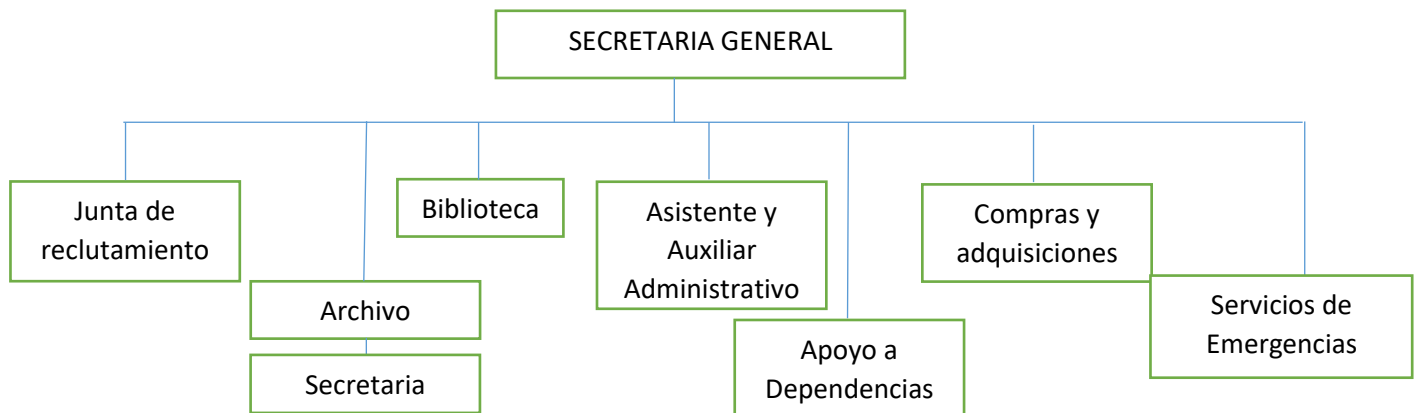 SECRETARIA GENERAL
Junta de
reclutamiento
Archivo
Secretaria
Biblioteca
Asistente y
Auxiliar
Administrativo
Apoyo a
Dependencias
Compras y
adquisiciones
Servicios de
Emergencias